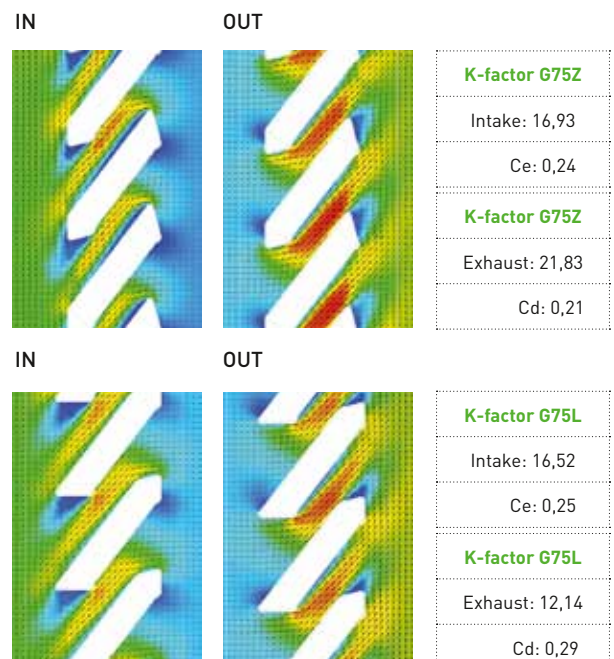 IN
OUT
K-factor G75Z
Intake: 16,93
Ce: 0,24
K-factor G75Z
Exhaust: 21,83
Cd: 0,21
IN
OUT
K-factor G75L
Intake: 16,52
Ce: 0,25
K-factor G75L
Exhaust: 12,14
Cd: 0,29